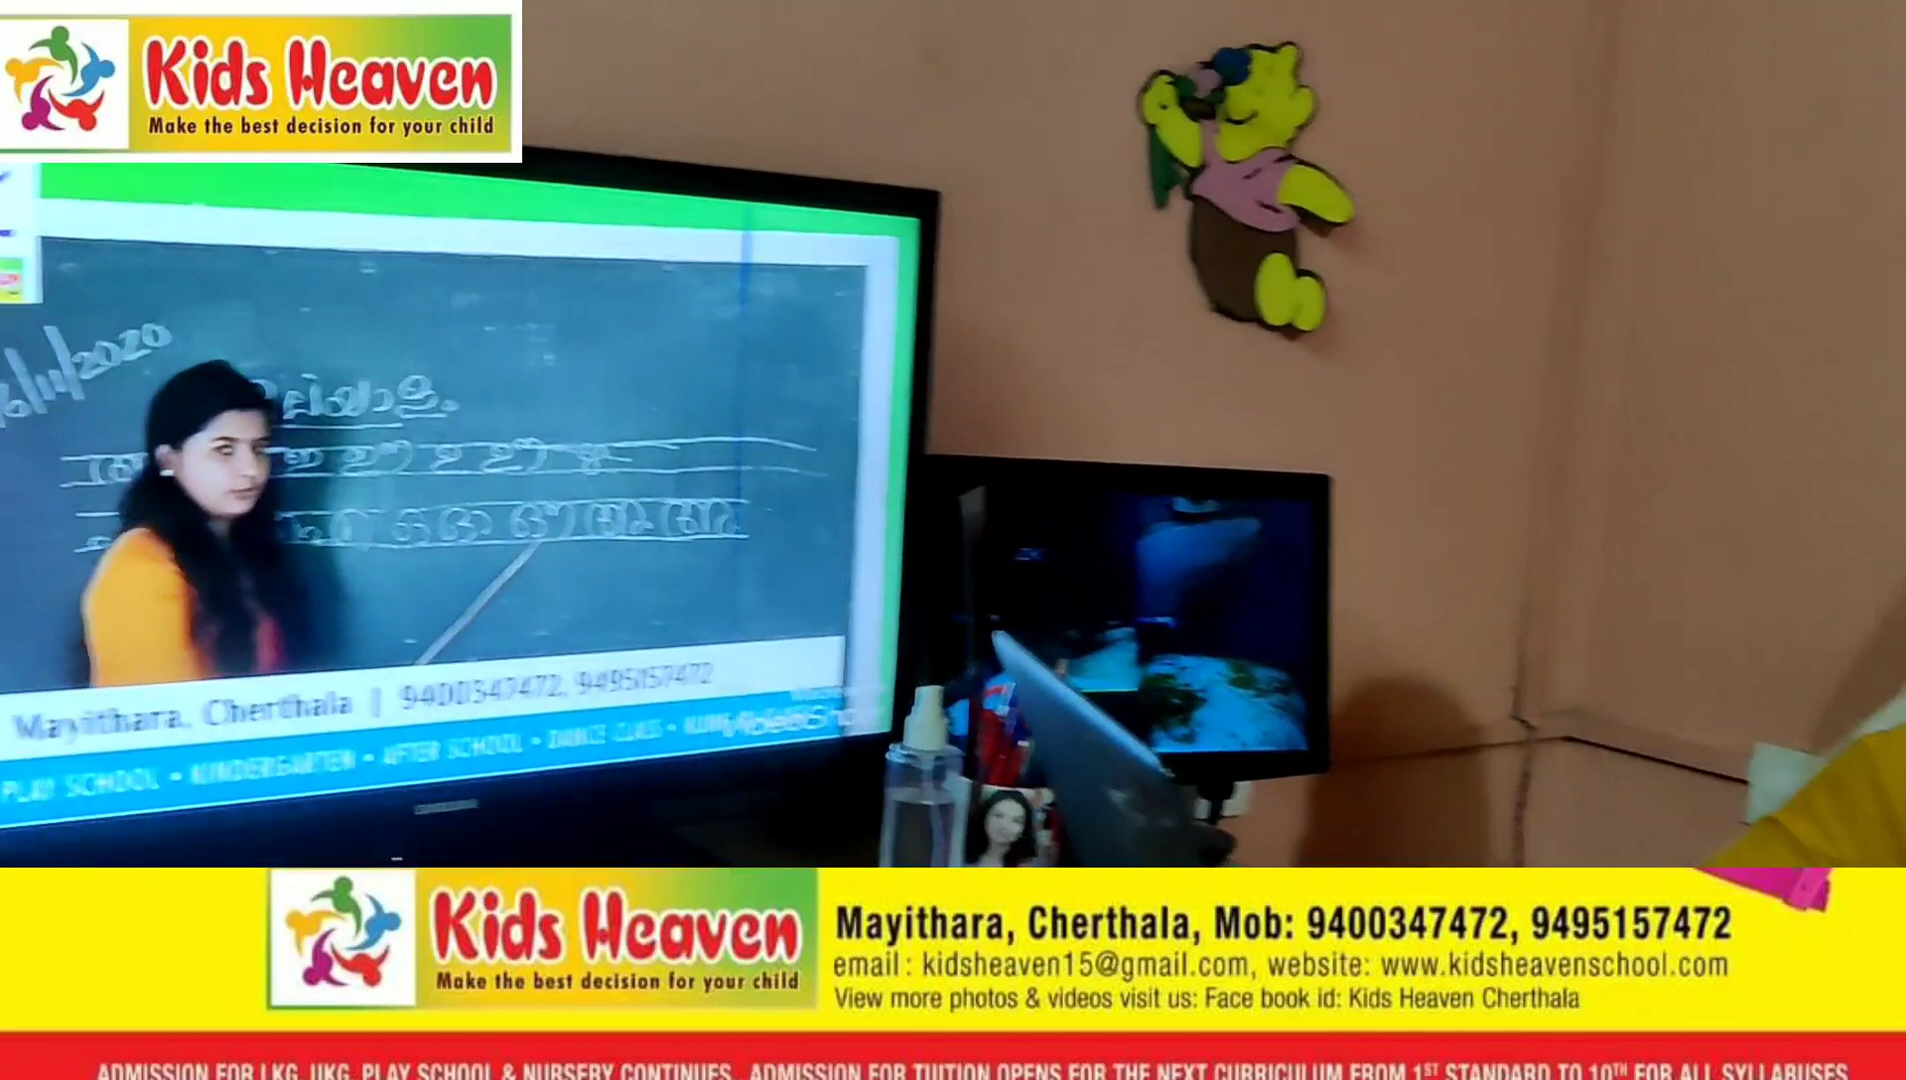 Kids Heaven
Make the best decision for your child
/11/2020
ഇ ഈ ഉ ഊ ഋ
ഒ ഓ ഔ അം അഃ
Mayithara, Cherthala | 9400347472, 9495157472
PLAY SCHOOL • KINDERGARTEN • AFTER SCHOOL • DANCE CLASS •
Kids Heaven
Make the best decision for your child
Mayithara, Cherthala, Mob: 9400347472, 9495157472
email : kidsheaven15@gmail.com, website: www.kidsheavenschool.com
View more photos & videos visit us: Face book id: Kids Heaven Cherthala
ADMISSION FOR LKG, UKG, PLAY SCHOOL & NURSERY CONTINUES. ADMISSION FOR TUITION OPENS FOR THE NEXT CURRICULUM FROM 1ST STANDARD TO 10TH FOR ALL SYLLABUSES